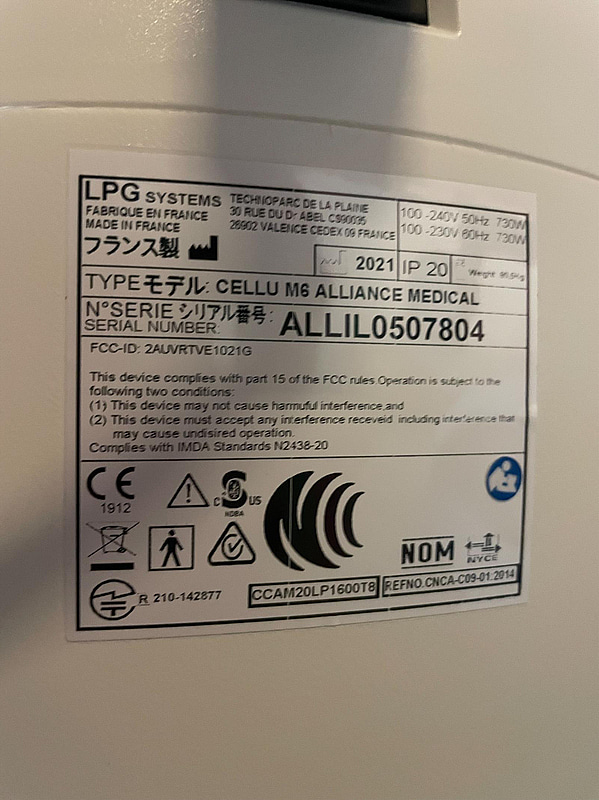 LPG SYSTEMS
FABRIQUE EN FRANCE
MADE IN FRANCE
フランス製
TECHNOPARC DE LA PLAINE
30 RUE DU Dr ABEL CS90035
26902 VALENCE CEDEX 09 FRANCE
100 -240V 50Hz 730W
100 -230V 60Hz 730W
2021
IP 20
Weight
TYPE モデル: CELLU M6 ALLIANCE MEDICAL
N°SERIE シリアル番号:
SERIAL NUMBER:
ALLIL0507804
FCC-ID: 2AUVRTVE1021G
This device complies with part 15 of the FCC rules.Operation is subject to the
following two conditions:
(1) This device may not cause harmuful interference,and
(2) This device must accept any interference receveid including interference that
may cause undisired operation.
Complies with IMDA Standards N2438-20
CE
1912
C US
NOM
NYCE
R 210-142877
CCAM20LP1600T8
REFNO.CNCA-C09-01:2014